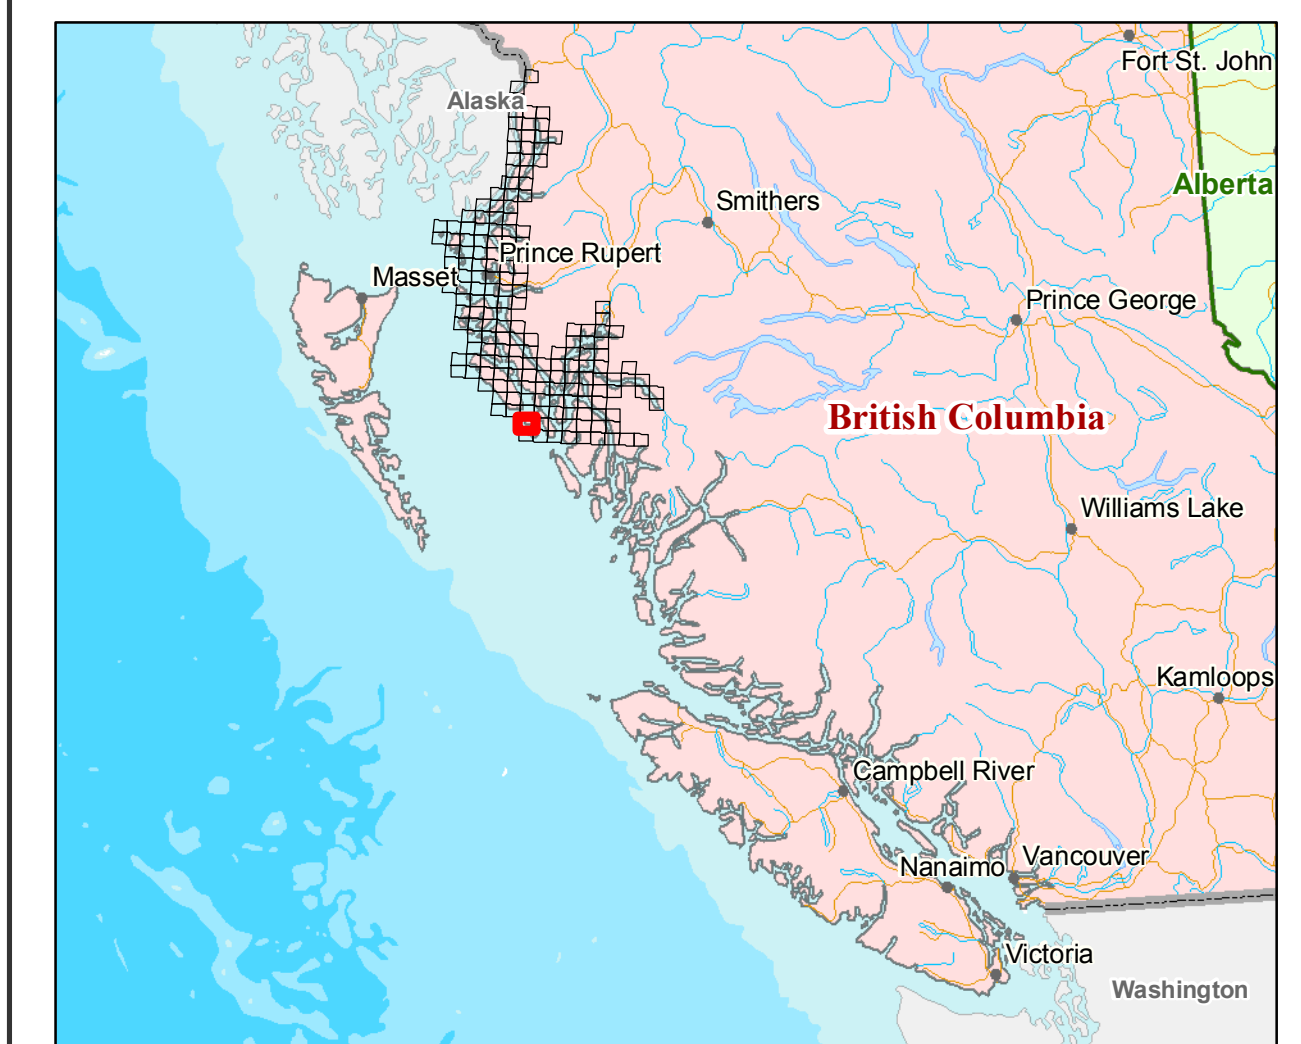 Fort St. John
Alaska
Alberta
Smithers
Prince Rupert
Masset
Prince George
British Columbia
Williams Lake
Kamloops
Campbell River
Vancouver
Nanaimo
Victoria
Washington